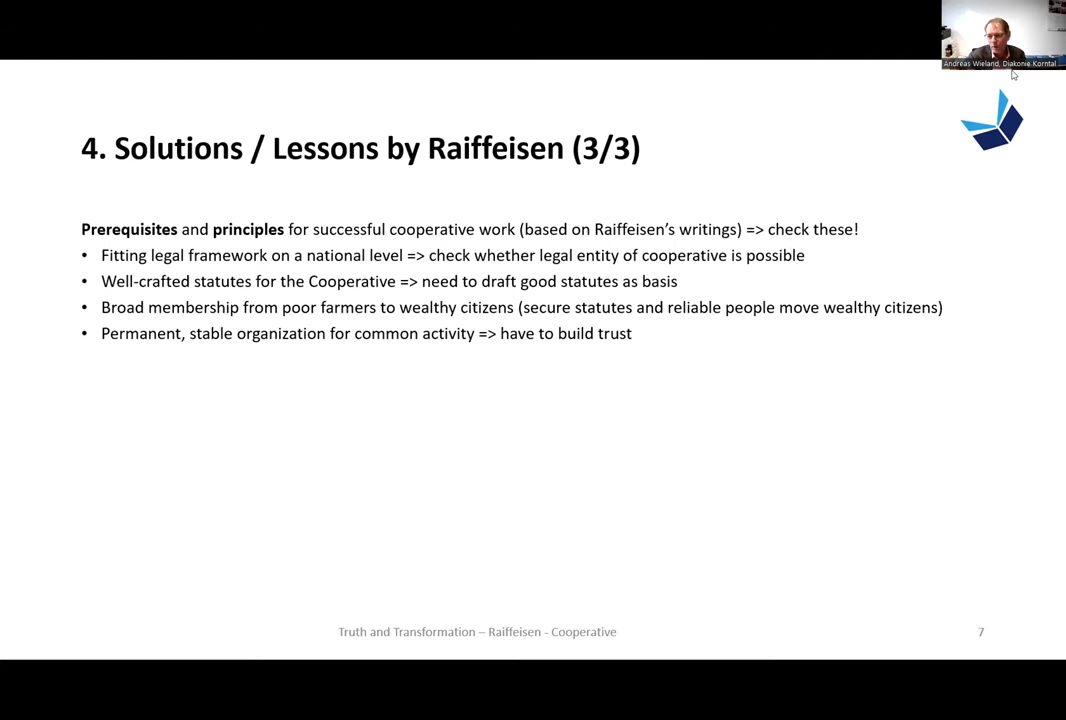 Andreas Wieland, Diakonie Korntal
4. Solutions / Lessons by Raiffeisen (3/3)
Prerequisites and principles for successful cooperative work (based on Raiffeisen’s writings) => check these!
• Fitting legal framework on a national level => check whether legal entity of cooperative is possible
• Well-crafted statutes for the Cooperative => need to draft good statutes as basis
• Broad membership from poor farmers to wealthy citizens (secure statutes and reliable people move wealthy citizens)
• Permanent, stable organization for common activity => have to build trust
Truth and Transformation – Raiffeisen - Cooperative
7